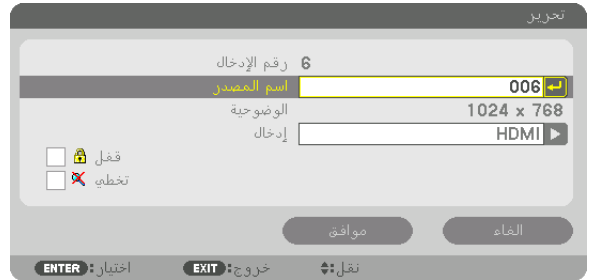 تحرير
رقم الإدخال 6
اسم المصدر 006
الوضوحية 1024 x 768
إدخال HDMI
قفل
تخطي
موافق الغاء
ENTER: اختيار EXIT: خروج نقل: